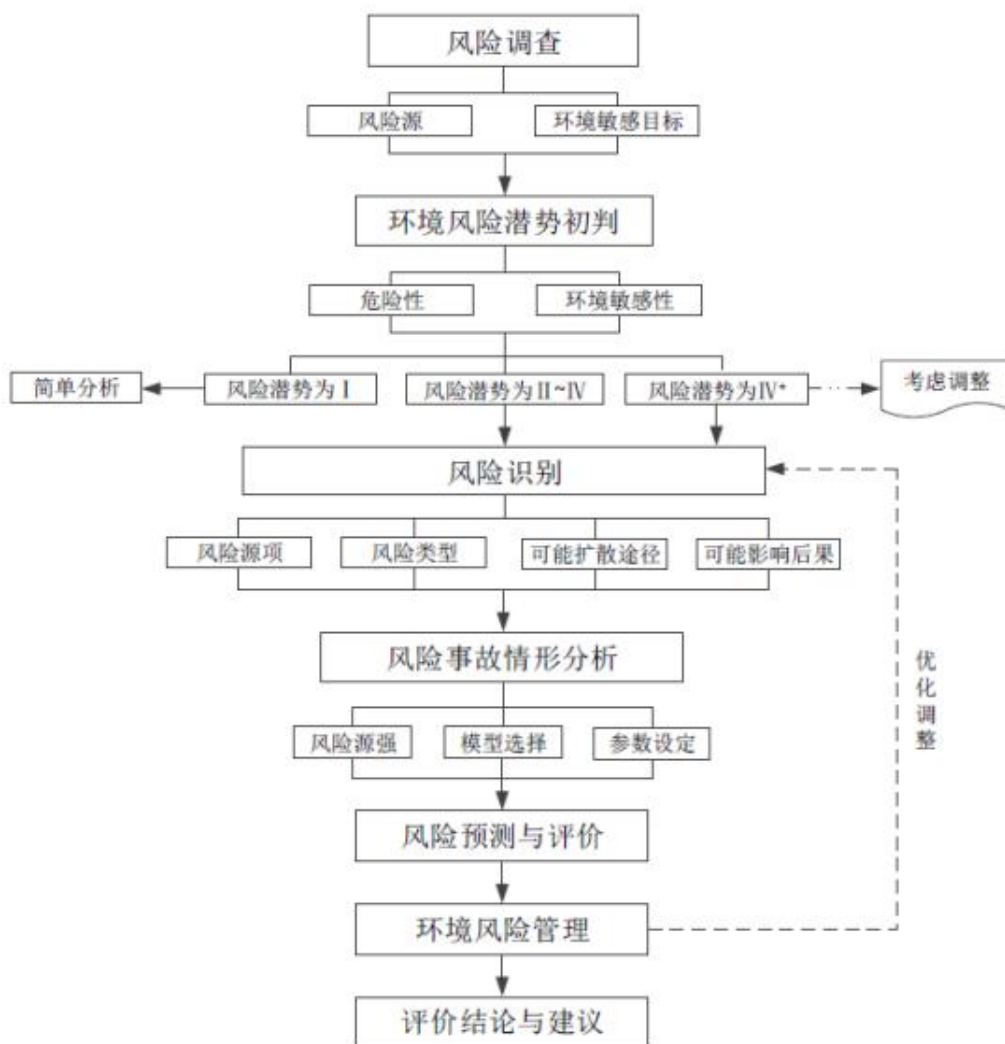 风险调查
风险源
环境敏感目标
环境风险潜势初判
危险性
环境敏感性
简单分析
风险潜势为Ⅰ
风险潜势为Ⅱ~Ⅳ
风险潜势为Ⅳ+
考虑调整
风险识别
风险源项
风险类型
可能扩散途径
可能影响后果
风险事故情形分析
优化调整
风险源强
模型选择
参数设定
风险预测与评价
环境风险管理
评价结论与建议